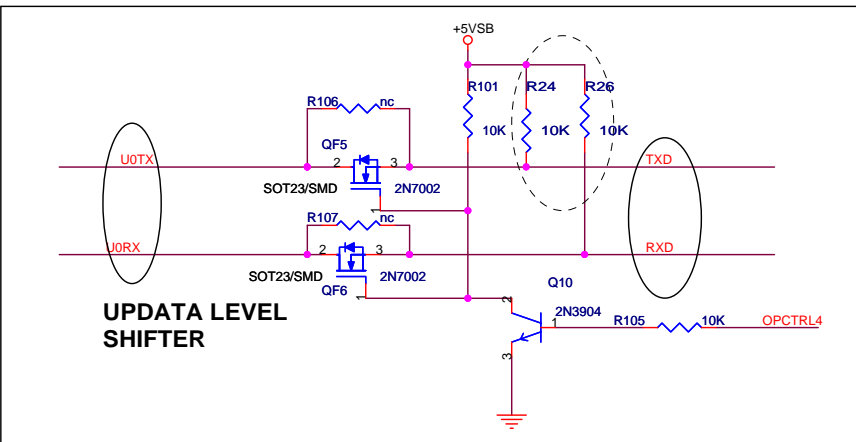 +5VSB
R101 R24 R26
R106 nc
10K 10K 10K
QF5
U0TX 2 3 TXD
SOT23/SMD 2N7002
1
R107 nc
U0RX 2 3 RXD
SOT23/SMD 2N7002
QF6 1
Q10
2
UPDATA LEVEL
SHIFTER
2N3904
1 R105 10K OPCTRL4
3